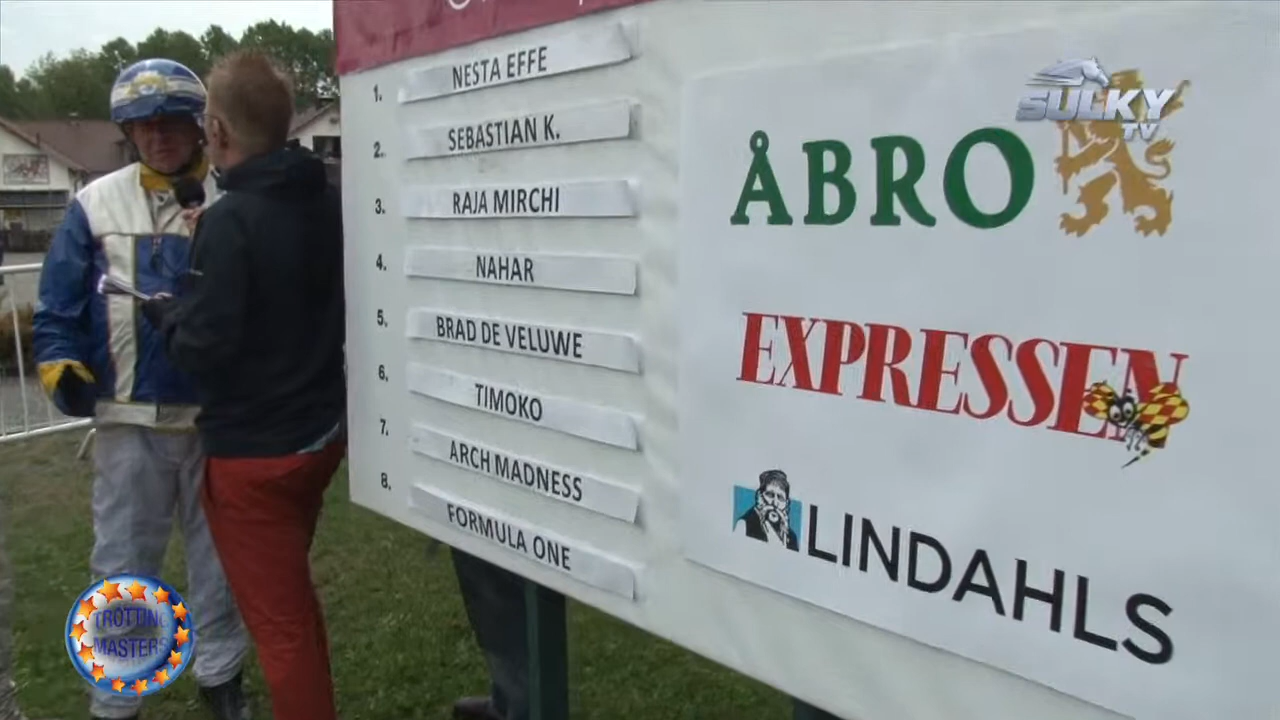 1. NESTA EFFE
2. SEBASTIAN K.
3. RAJA MIRCHI
4. NAHAR
5. BRAD DE VELUWE
6. TIMOKO
7. ARCH MADNESS
8. FORMULA ONE
SULKY
TV
ÅBRO
EXPRESSEN
LINDAHLS
TROTTING
MASTERS